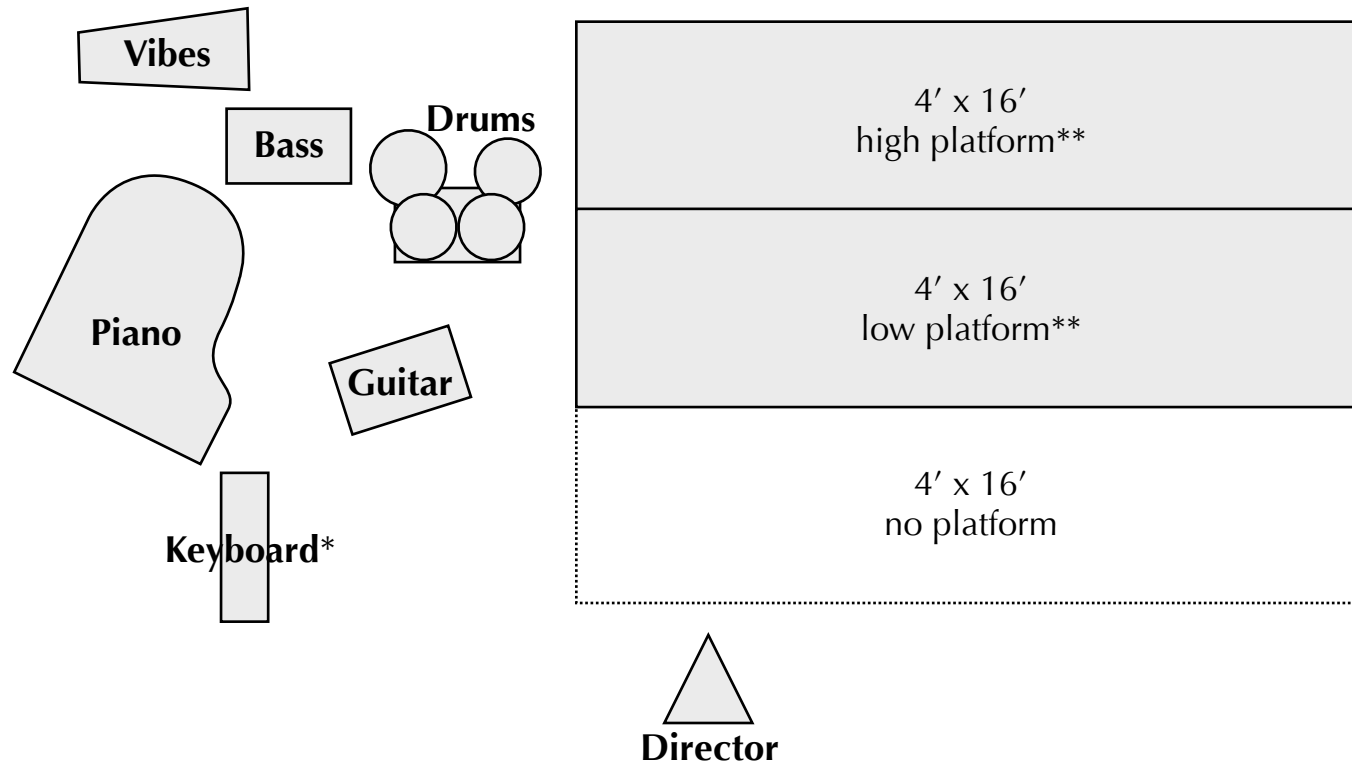 Vibes
Bass
Drums
Piano
Guitar
Keyboard*
4′ x 16′
high platform**
4′ x 16′
low platform**
4′ x 16′
no platform
Director